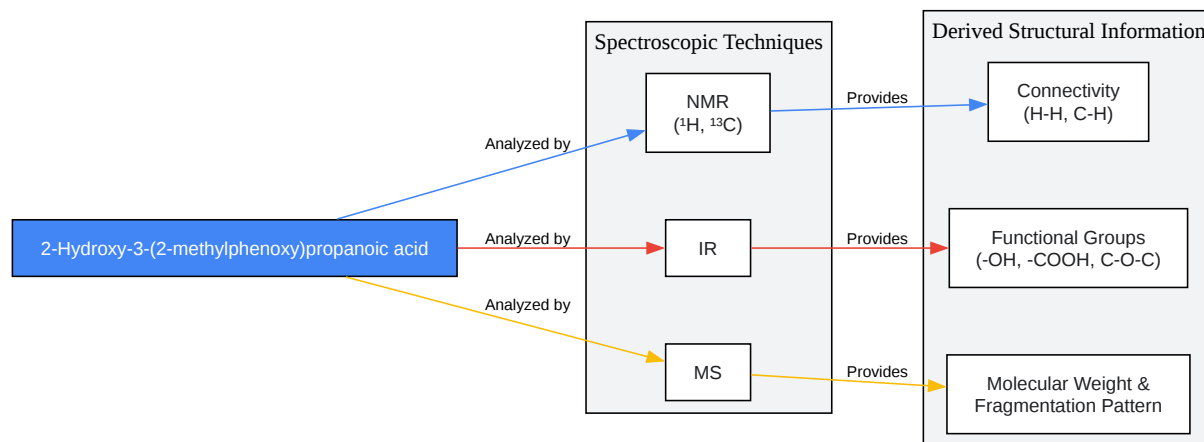 Spectroscopic Techniques
Derived Structural Information
NMR
(¹H, ¹³C)
Provides
Connectivity
(H-H, C-H)
Analyzed by
2-Hydroxy-3-(2-methylphenoxy)propanoic acid
Analyzed by
IR
Provides
Functional Groups
(-OH, -COOH, C-O-C)
Analyzed by
MS
Provides
Molecular Weight &
Fragmentation Pattern